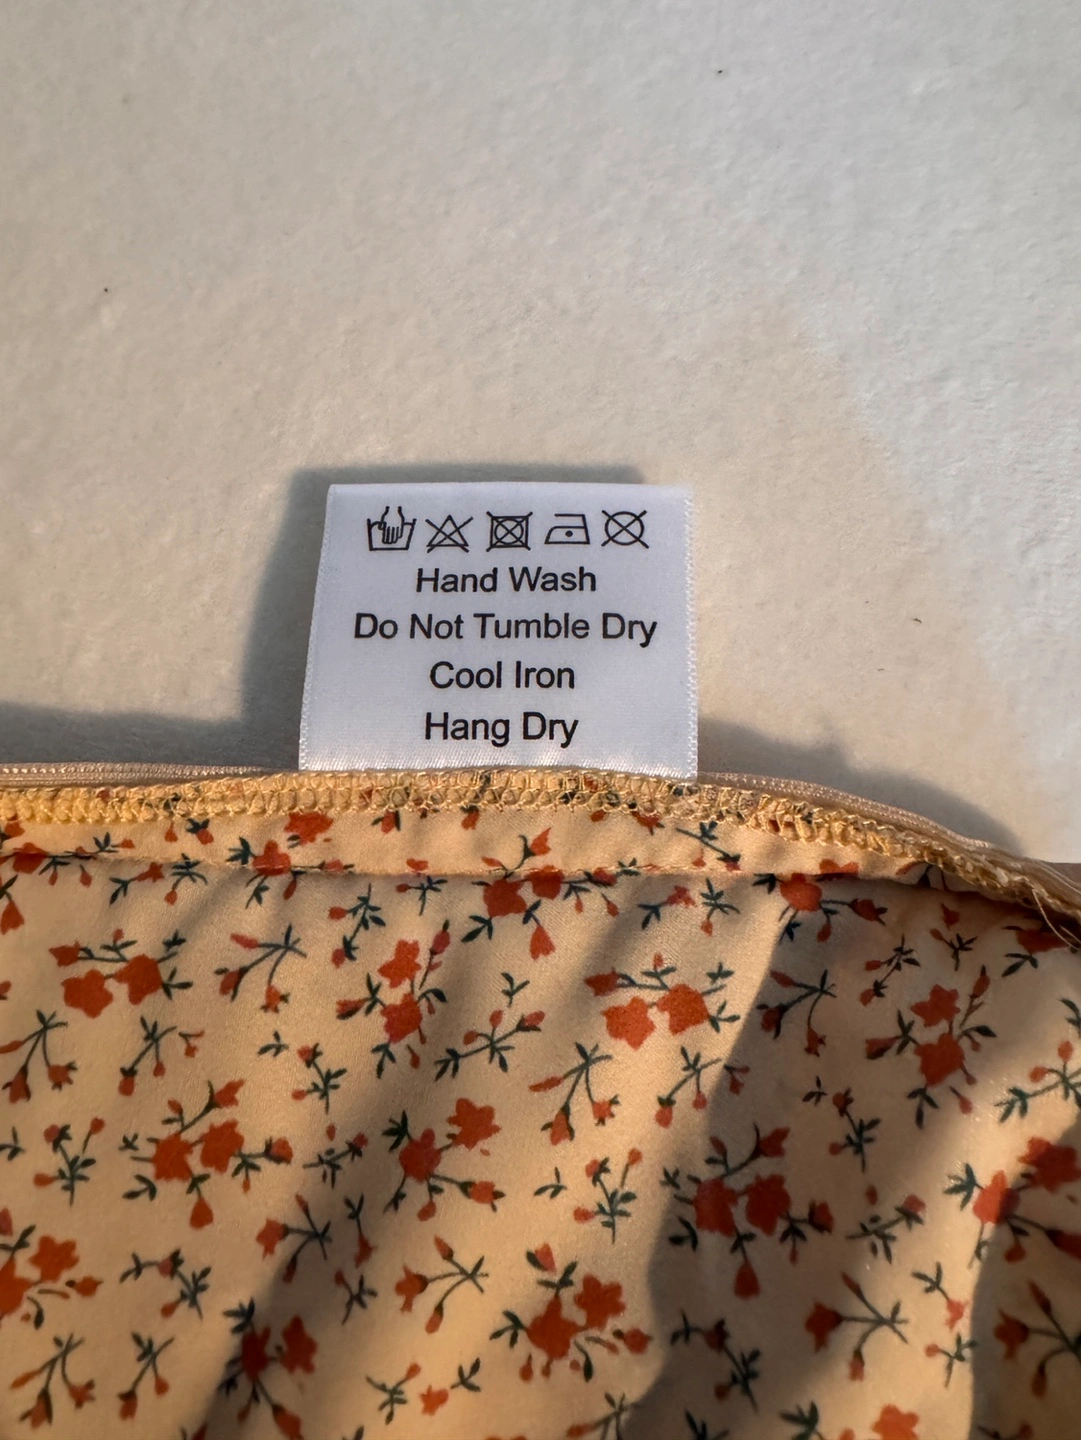 Hand Wash
Do Not Tumble Dry
Cool Iron
Hang Dry